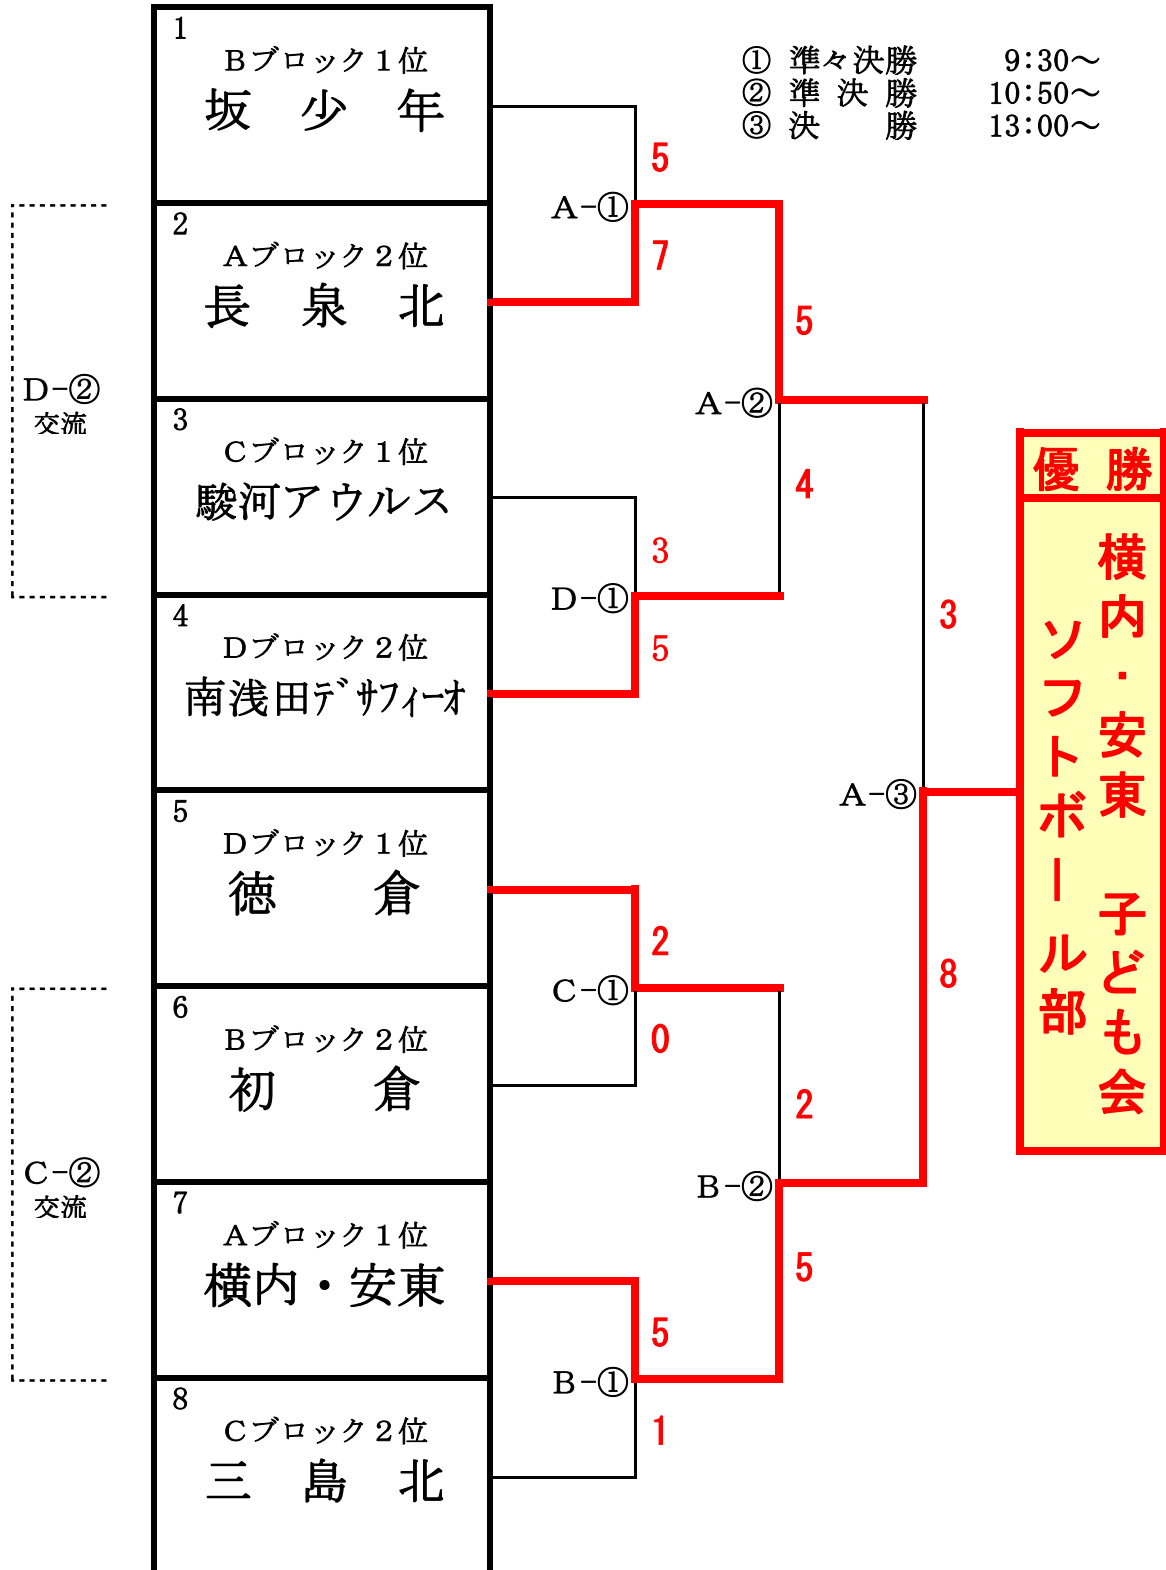 ① 準々決勝 9:30～
② 準 決 勝 10:50～
③ 決 勝 13:00～
1
Bブロック１位
坂 少 年
2
Aブロック２位
長 泉 北
3
Cブロック１位
駿河アウルス
4
Dブロック２位
南浅田ﾃﾞｻﾌｨｰｵ
5
Dブロック１位
徳 倉
6
Bブロック２位
初 倉
7
Aブロック１位
横内・安東
8
Cブロック２位
三 島 北
D-②
交流
C-②
交流
5
A-①
7
3
D-①
5
2
C-①
0
5
B-①
1
5
A-②
4
2
B-②
5
3
A-③
8
優 勝
横内・安東 子ども会
ソフトボール部